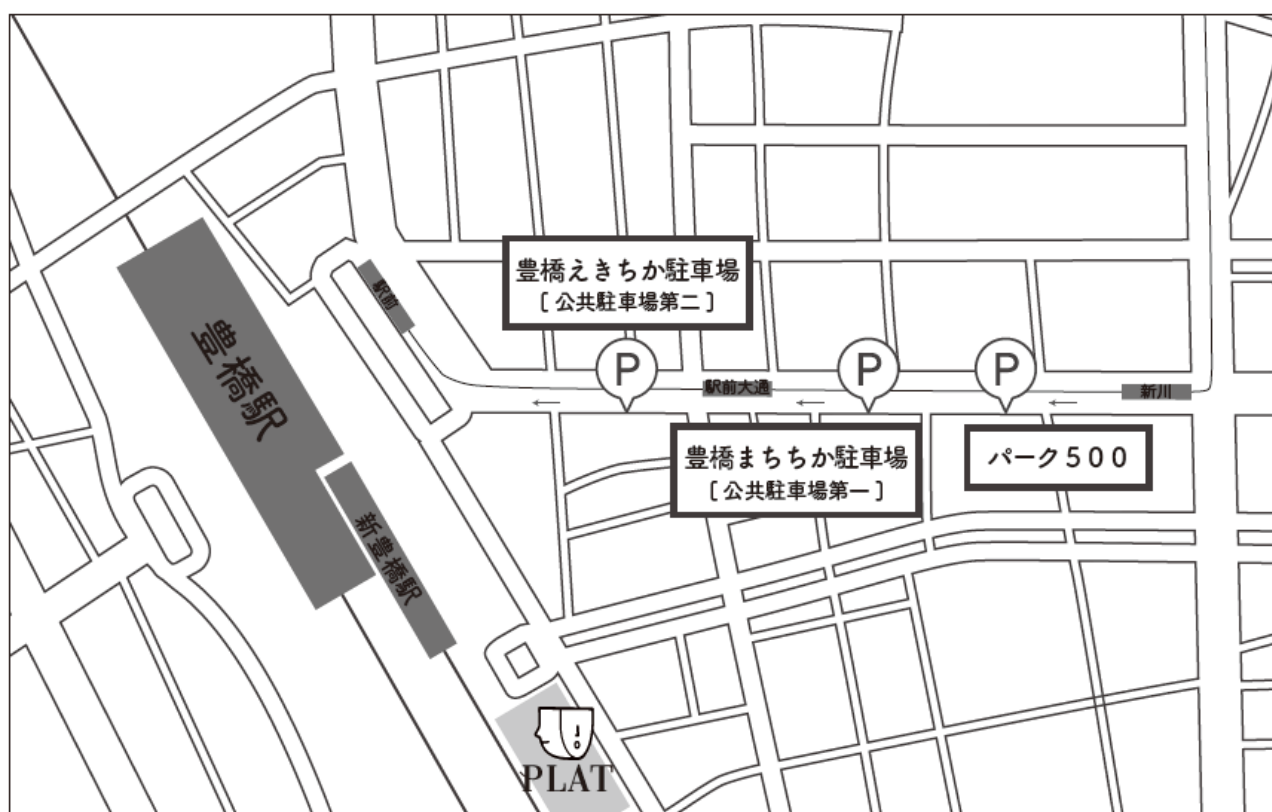 豊橋えきちか駐車場
[ 公共駐車場第二 ]
駅前
豊橋駅
P
P
P
駅前大通
新川
←
←
←
豊橋まちちか駐車場
[ 公共駐車場第一 ]
パーク500
新豊橋駅
PLAT